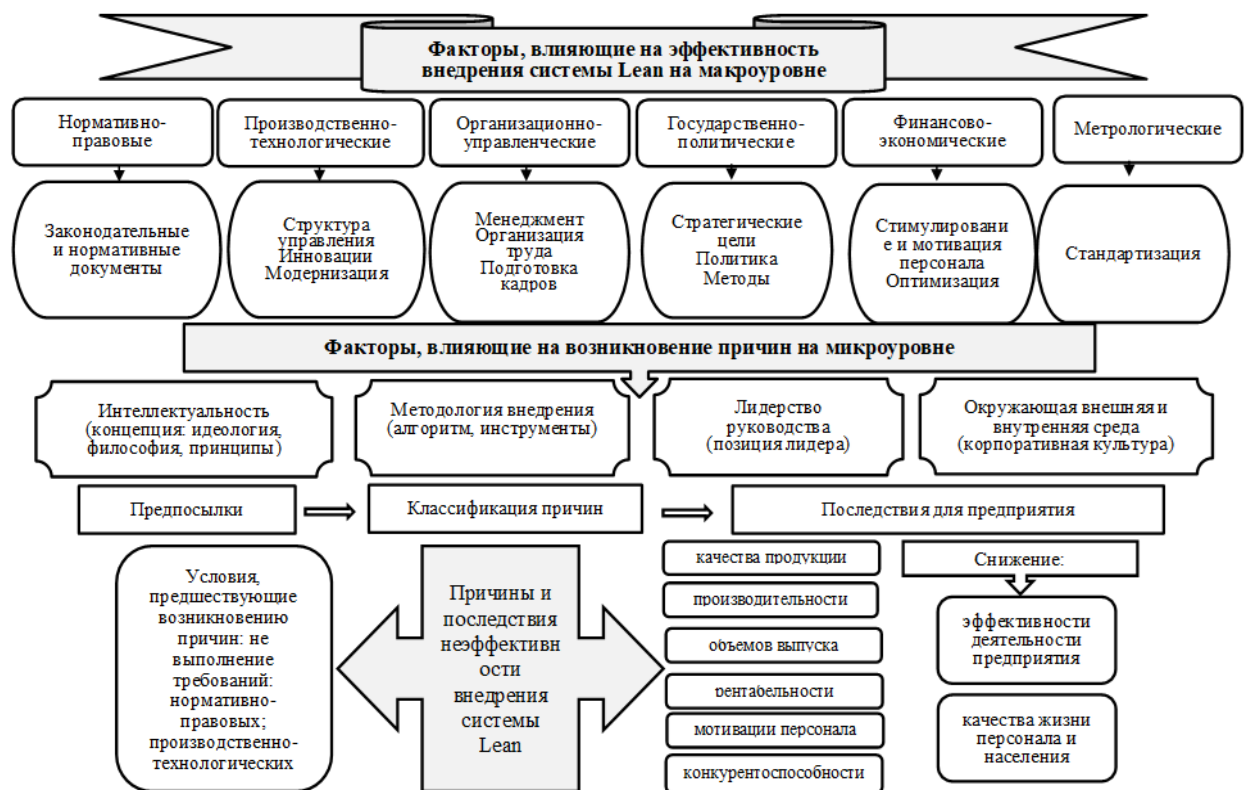 Факторы, влияющие на эффективность
внедрения системы Lean на макроуровне
Нормативно-
правовые
Производственно-
технологические
Организационно-
управленческие
Государственно-
политические
Финансово-
экономические
Метрологические
Законодательные
и нормативные
документы
Структура
управления
Инновации
Модернизация
Менеджмент
Организация
труда
Подготовка
кадров
Стратегические
цели
Политика
Методы
Стимулировани
е и мотивация
персонала
Оптимизация
Стандартизация
Факторы, влияющие на возникновение причин на микроуровне
Интеллектуальность
(концепция: идеология,
философия, принципы)
Методология внедрения
(алгоритм, инструменты)
Лидерство
руководства
(позиция лидера)
Окружающая внешняя и
внутренняя среда
(корпоративная культура)
Предпосылки
Классификация причин
Последствия для предприятия
Условия,
предшествующие
возникновению
причин: не
выполнение
требований:
нормативно-
правовых;
производственно-
технологических
Причины и
последствия
неэффективн
ости
внедрения
системы
Lean
качества продукции
производительности
объемов выпуска
рентабельности
мотивации персонала
конкурентоспособности
Снижение:
эффективности
деятельности
предприятия
качества жизни
персонала и
населения